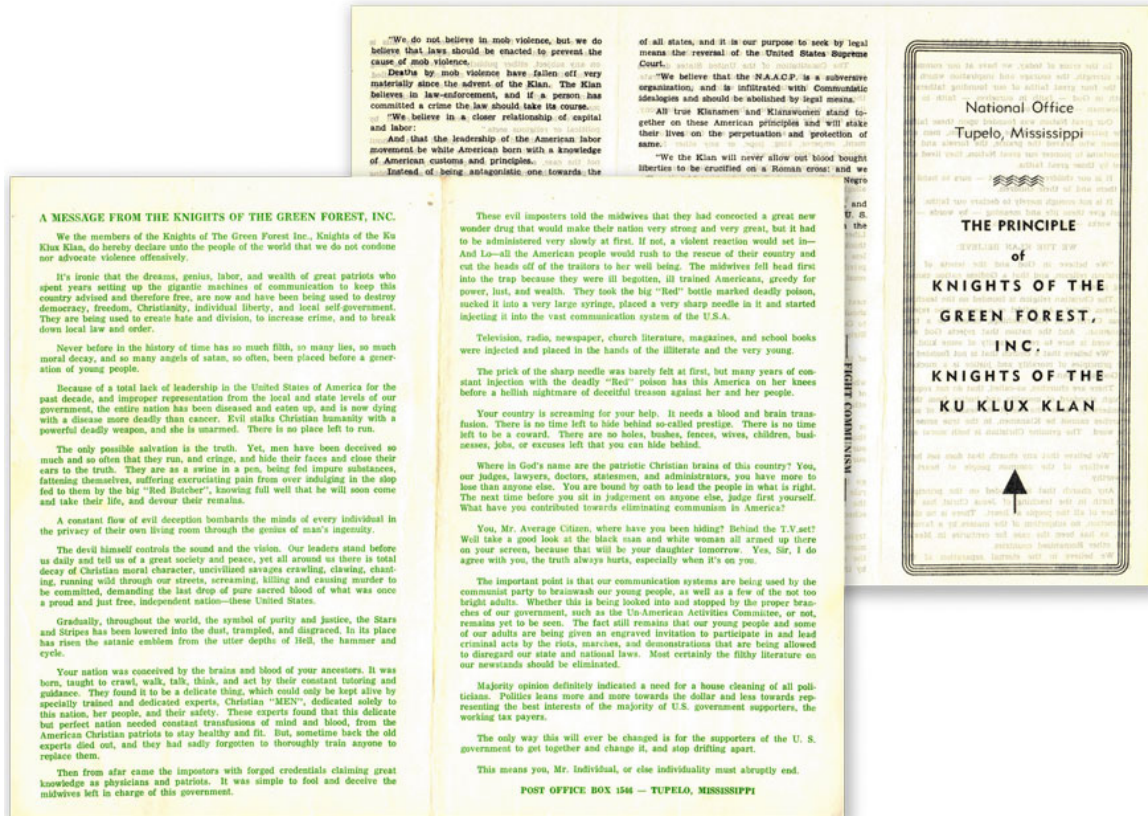 "We do not believe in mob violence, but we do
believe that laws should be enacted to prevent the
cause of mob violence.
Deaths by mob violence have fallen off very
materially since the advent of the Klan. The Klan
believes in law-enforcement, and if a person has
committed a crime the law should take its course.
"We believe in a closer relationship of capital
and labor:
And that the leadership of the American labor
movement be white American born with a knowledge
of American customs and principles.
Instead of being antagonistic one towards the
of all states, and it is our purpose to seek by legal
means the reversal of the United States Supreme
Court.
"We believe that the N.A.A.C.P. is a subversive
organization, and is infiltrated with Communistic
idealogies and should be abolished by legal means.
All true Klansmen and Klanswomen stand to-
gether on these American principles and will stake
their lives on the perpetuation and protection of
same.
"We the Klan will never allow out blood bought
liberties to be crucified on a Roman cross; and we
Negro
and
U. S.
the
FIGHT COMMUNISM
National Office
Tupelo, Mississippi
THE PRINCIPLE
of
KNIGHTS OF THE
GREEN FOREST,
INC.
KNIGHTS OF THE
KU KLUX KLAN
A MESSAGE FROM THE KNIGHTS OF THE GREEN FOREST, INC.
We the members of the Knights of The Green Forest Inc., Knights of the Ku
Klux Klan, do hereby declare unto the people of the world that we do not condone
nor advocate violence offensively.
It's ironic that the dreams, genius, labor, and wealth of great patriots who
spent years setting up the gigantic machines of communication to keep this
country advised and therefore free, are now and have been being used to destroy
democracy, freedom, Christianity, individual liberty, and local self-government.
They are being used to create hate and division, to increase crime, and to break
down local law and order.
Never before in the history of time has so much filth, so many lies, so much
moral decay, and so many angels of satan, so often, been placed before a gener-
ation of young people.
Because of a total lack of leadership in the United States of America for the
past decade, and improper representation from the local and state levels of our
government, the entire nation has been diseased and eaten up, and is now dying
with a disease more deadly than cancer. Evil stalks Christian humanity with a
powerful deadly weapon, and she is unarmed. There is no place left to run.
The only possible salvation is the truth. Yet, men have been deceived so
much and so often that they run, and cringe, and hide their faces and close their
ears to the truth. They are as a swine in a pen, being fed impure substances,
fattening themselves, suffering excruciating pain from over indulging in the slop
fed to them by the big "Red Butcher", knowing full well that he will soon come
and take their life, and devour their remains.
A constant flow of evil deception bombards the minds of every individual in
the privacy of their own living room through the genius of man's ingenuity.
The devil himself controls the sound and the vision. Our leaders stand before
us daily and tell us of a great society and peace, yet all around us there is total
decay of Christian moral character, uncivilized savages crawling, clawing, chant-
ing, running wild through our streets, screaming, killing and causing murder to
be committed, demanding the last drop of pure sacred blood of what was once
a proud and just free, independent nation—these United States.
Gradually, throughout the world, the symbol of purity and justice, the Stars
and Stripes has been lowered into the dust, trampled, and disgraced. In its place
has risen the satanic emblem from the utter depths of Hell, the hammer and
cycle.
Your nation was conceived by the brains and blood of your ancestors. It was
born, taught to crawl, walk, talk, think, and act by their constant tutoring and
guidance. They found it to be a delicate thing, which could only be kept alive by
specially trained and dedicated experts, Christian "MEN", dedicated solely to
this nation, her people, and their safety. These experts found that this delicate
but perfect nation needed constant transfusions of mind and blood, from the
American Christian patriots to stay healthy and fit. But, sometime back the old
experts died out, and they had sadly forgotten to thoroughly train anyone to
replace them.
Then from afar came the impostors with forged credentials claiming great
knowledge as physicians and patriots. It was simple to fool and deceive the
midwives left in charge of this government.
These evil imposters told the midwives that they had concocted a great new
wonder drug that would make their nation very strong and very great, but it had
to be administered very slowly at first. If not, a violent reaction would set in—
And Lo—all the American people would rush to the rescue of their country and
cut the heads off of the traitors to her well being. The midwives fell head first
into the trap because they were ill begotten, ill trained Americans, greedy for
power, lust, and wealth. They took the big "Red" bottle marked deadly poison,
sucked it into a very large syringe, placed a very sharp needle in it and started
injecting it into the vast communication system of the U.S.A.
Television, radio, newspaper, church literature, magazines, and school books
were injected and placed in the hands of the illiterate and the very young.
The prick of the sharp needle was barely felt at first, but many years of con-
stant injection with the deadly "Red" poison has this America on her knees
before a hellish nightmare of deceitful treason against her and her people.
Your country is screaming for your help. It needs a blood and brain trans-
fusion. There is no time left to hide behind so-called prestige. There is no time
left to be a coward. There are no holes, bushes, fences, wives, children, busi-
nesses, jobs, or excuses left that you can hide behind.
Where in God's name are the patriotic Christian brains of this country? You,
our judges, lawyers, doctors, statesmen, and administrators, you have more to
lose than anyone else. You are bound by oath to lead the people in what is right.
The next time before you sit in judgement on anyone else, judge first yourself.
What have you contributed towards eliminating communism in America?
You, Mr. Average Citizen, where have you been hiding? Behind the T.V.set?
Well take a good look at the black man and white woman all armed up there
on your screen, because that will be your daughter tomorrow. Yes, Sir, I do
agree with you, the truth always hurts, especially when it's on you.
The important point is that our communication systems are being used by the
communist party to brainwash our young people, as well as a few of the not too
bright adults. Whether this is being looked into and stopped by the proper bran-
ches of our government, such as the Un-American Activities Committee, or not,
remains yet to be seen. The fact still remains that our young people and some
of our adults are being given an engraved invitation to participate in and lead
criminal acts by the riots, marches, and demonstrations that are being allowed
to disregard our state and national laws. Most certainly the filthy literature on
our newstands should be eliminated.
Majority opinion definitely indicated a need for a house cleaning of all poli-
ticians. Politics leans more and more towards the dollar and less towards rep-
resenting the best interests of the majority of U.S. government supporters, the
working tax payers.
The only way this will ever be changed is for the supporters of the U. S.
government to get together and change it, and stop drifting apart.
This means you, Mr. Individual, or else individuality must abruptly end.
POST OFFICE BOX 1546 — TUPELO, MISSISSIPPI